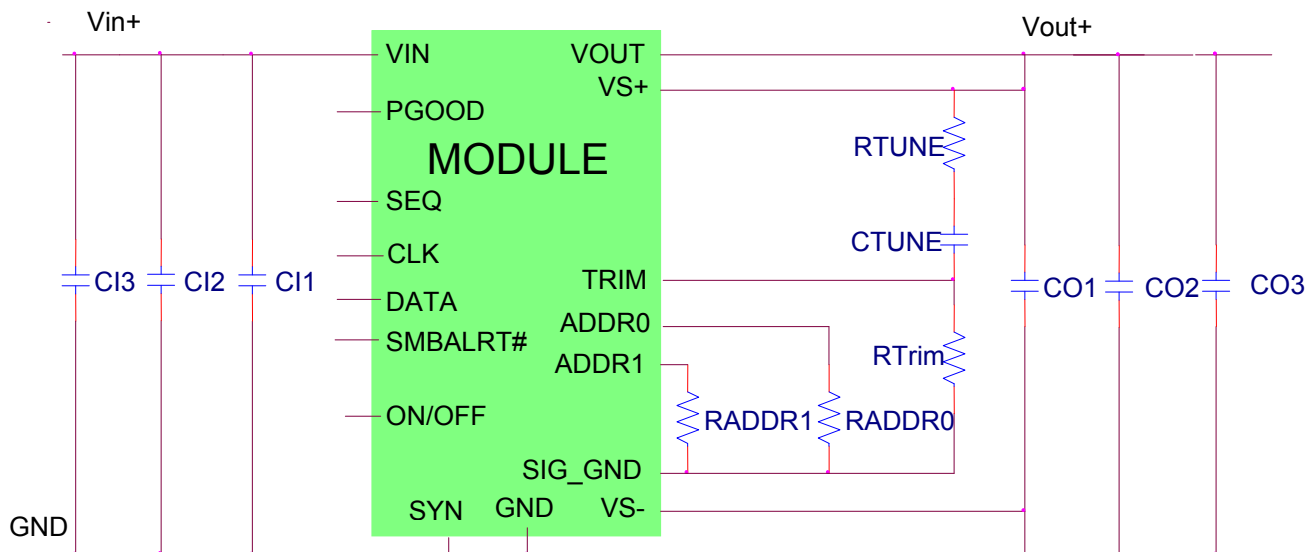 Vin+
Vout+
VIN
VOUT
VS+
PGOOD
MODULE
RTUNE
SEQ
CTUNE
CLK
TRIM
CI3
CI2
CI1
CO1
CO2
CO3
DATA
ADDR0
SMBALRT#
ADDR1
RTrim
ON/OFF
RADDR1
RADDR0
SIG_GND
SYN
GND
VS-
GND